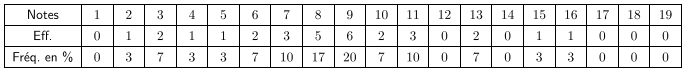 Notes 1 2 3 4 5 6 7 8 9 10 11 12 13 14 15 16 17 18 19
Eff. 0 1 2 1 1 2 3 5 6 2 3 0 2 0 1 1 0 0 0
Fréq. en % 0 3 7 3 3 7 10 17 20 7 10 0 7 0 3 3 0 0 0